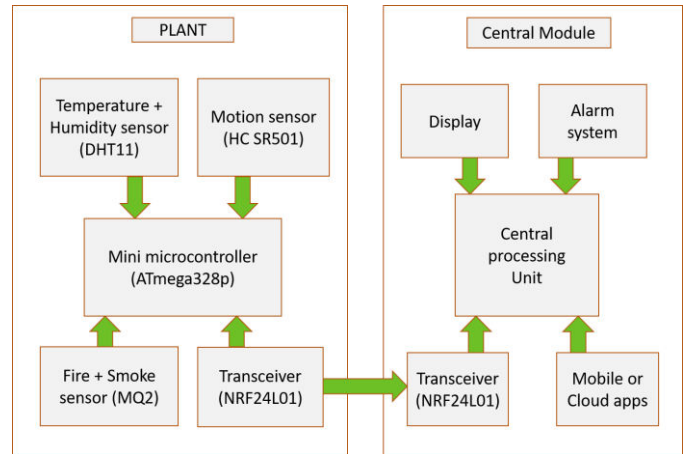 PLANT
Temperature +
Humidity sensor
(DHT11)
Motion sensor
(HC SR501)
Mini microcontroller
(ATmega328p)
Fire + Smoke
sensor (MQ2)
Transceiver
(NRF24L01)
Central Module
Display
Alarm
system
Central
processing
Unit
Transceiver
(NRF24L01)
Mobile or
Cloud apps